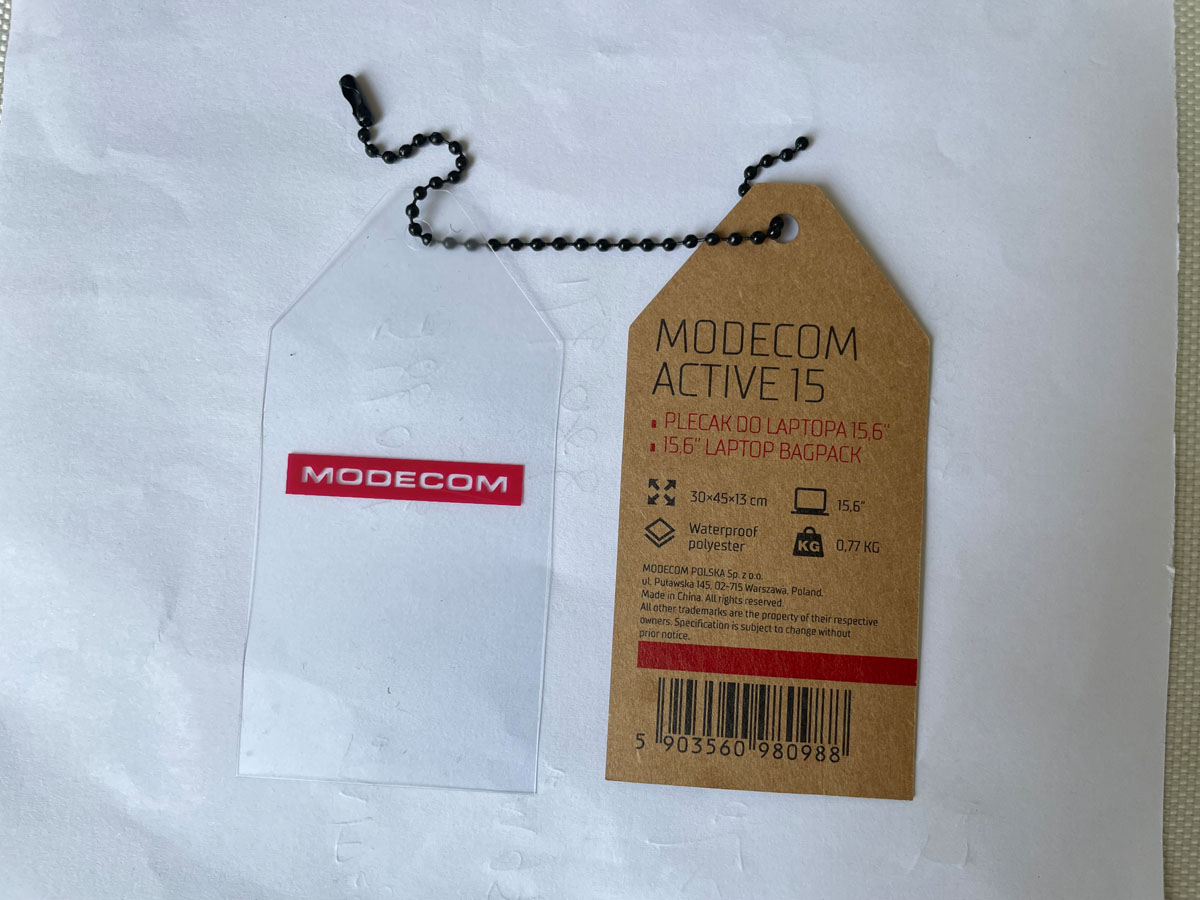 MODECOM
MODECOM
ACTIVE 15
PLECAK DO LAPTOPA 15,6"
15,6" LAPTOP BAGPACK
30×45×13 cm
15,6"
Waterproof
polyester
KG
0,77 KG
MODECOM POLSKA Sp. z o.o.
ul. Puławska 145, 02-715 Warszawa, Poland.
Made in China. All rights reserved.
All other trademarks are the property of their respective
owners. Specification is subject to change without
prior notice.
5 903560 980988